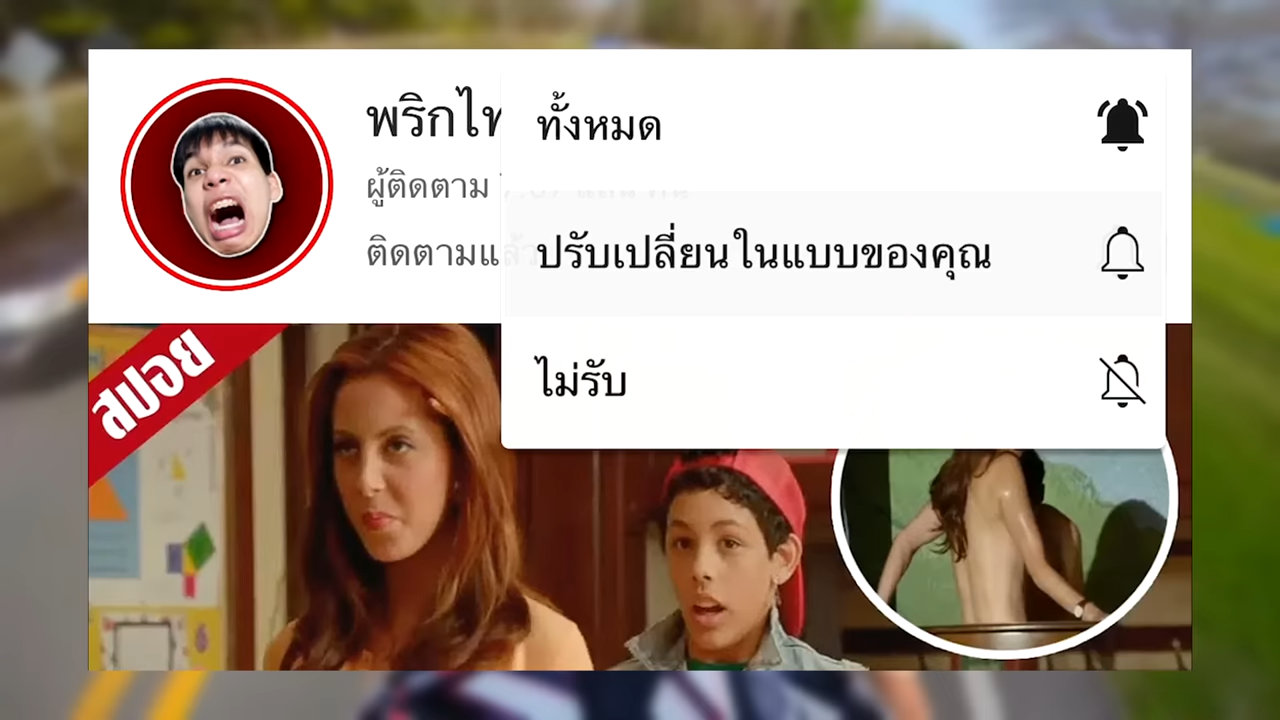 พริกไท
ทั้งหมด
ผู้ติดตาม
ติดตามแล้ว
ปรับเปลี่ยนในแบบของคุณ
ไม่รับ
สปอย